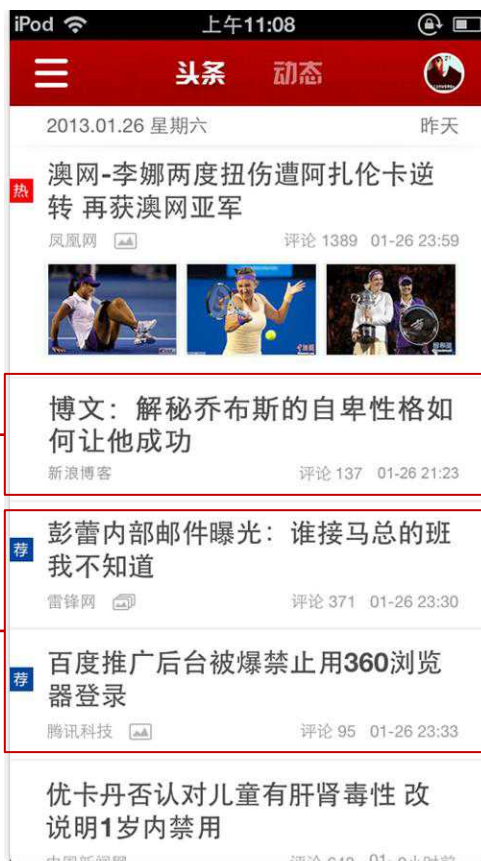 iPod 上午11:08
头条 动态
2013.01.26 星期六 昨天
热
澳网-李娜两度扭伤遭阿扎伦卡逆
转 再获澳网亚军
凤凰网 评论 1389 01-26 23:59
博文：解秘乔布斯的自卑性格如
何让他成功
新浪博客 评论 137 01-26 21:23
荐
彭蕾内部邮件曝光：谁接马总的班
我不知道
雷锋网 评论 371 01-26 23:30
荐
百度推广后台被爆禁止用360浏览
器登录
腾讯科技 评论 95 01-26 23:33
优卡丹否认对儿童有肝肾毒性 改
说明1岁内禁用